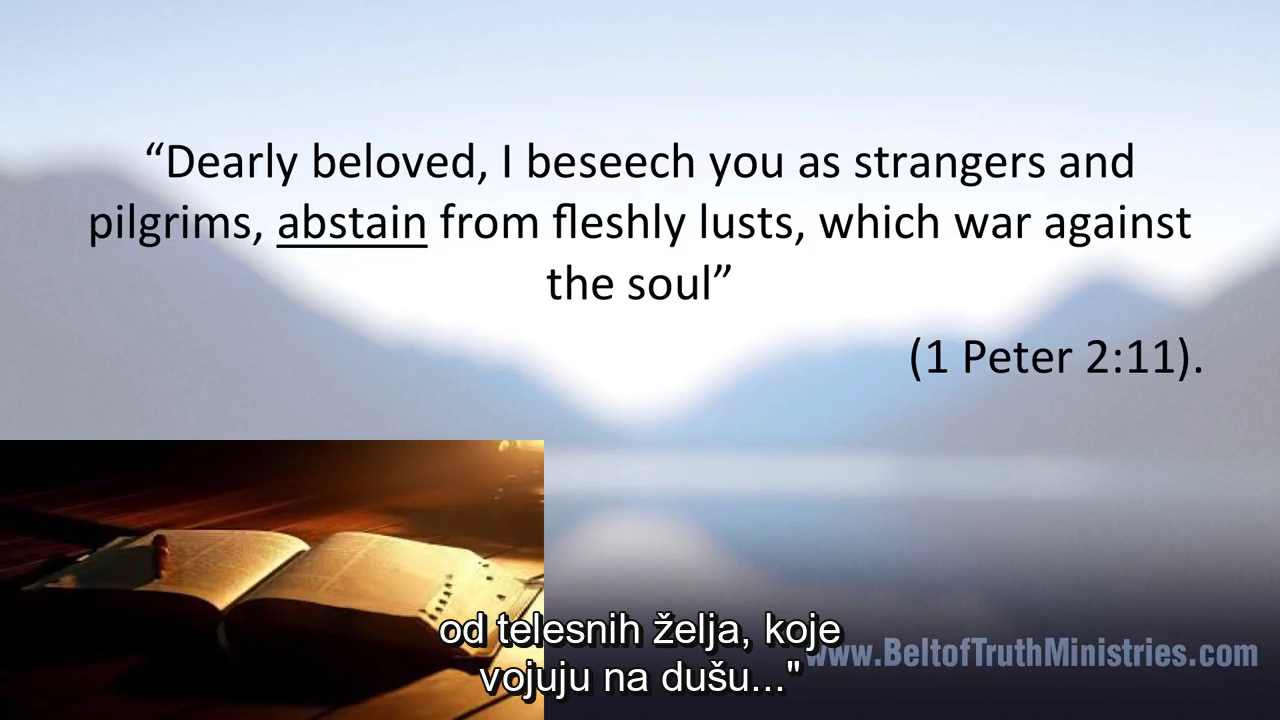 “Dearly beloved, I beseech you as strangers and
pilgrims, abstain from fleshly lusts, which war against
the soul”
(1 Peter 2:11).
od telesnih želja, koje
vojuju na dušu..."
www.BeltofTruthMinistries.com